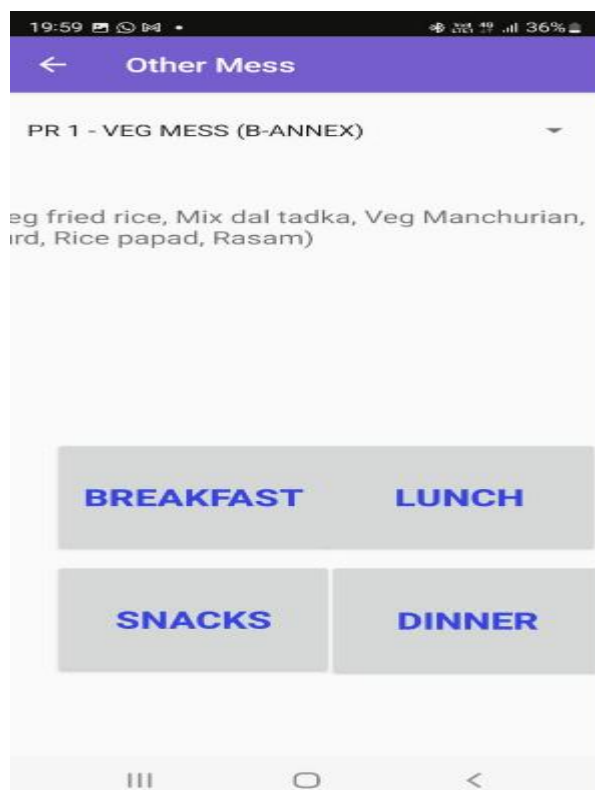 19:59 36%
Other Mess
PR 1 - VEG MESS (B-ANNEX)
eg fried rice, Mix dal tadka, Veg Manchurian,
rd, Rice papad, Rasam)
BREAKFAST LUNCH
SNACKS DINNER